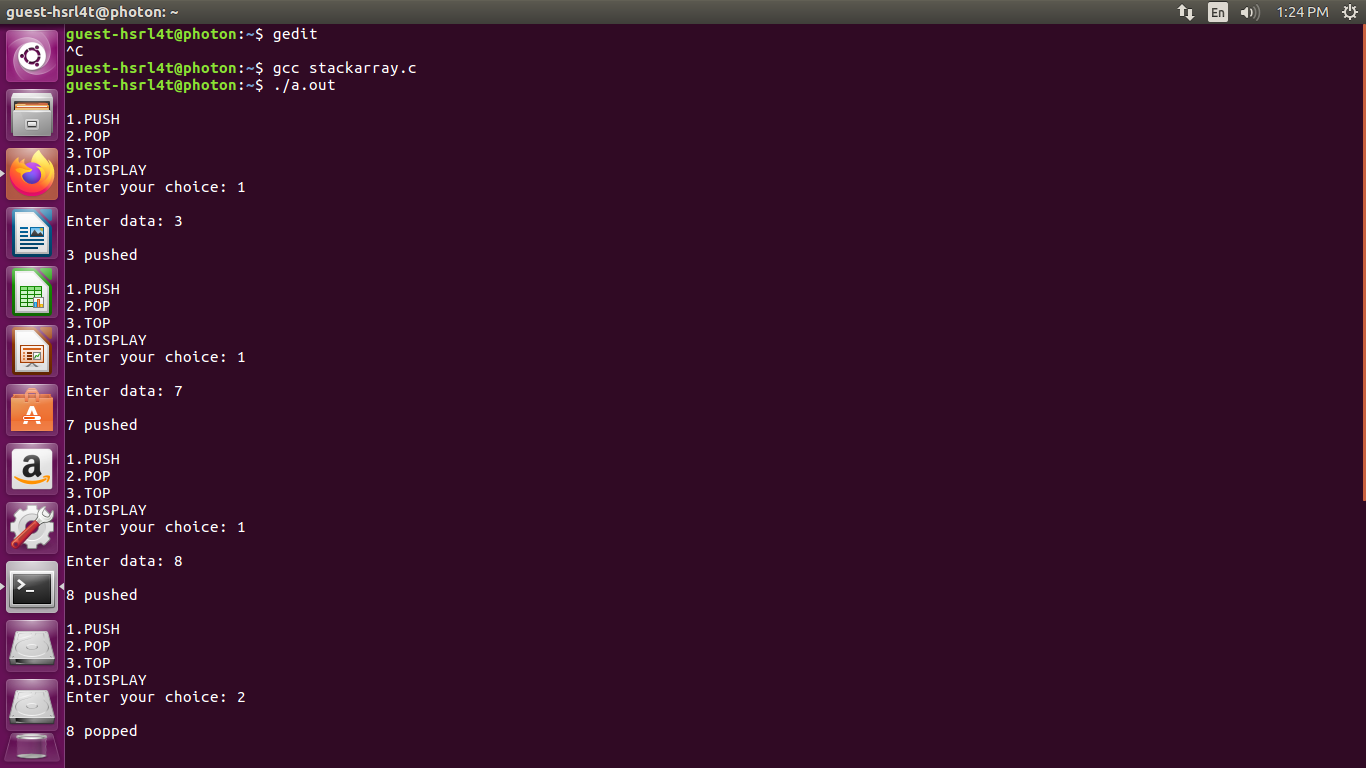 guest-hsrl4t@photon: ~
En
1:24 PM
guest-hsrl4t@photon:~$ gedit
^C
guest-hsrl4t@photon:~$ gcc stackarray.c
guest-hsrl4t@photon:~$ ./a.out
1.PUSH
2.POP
3.TOP
4.DISPLAY
Enter your choice: 1
Enter data: 3
3 pushed
1.PUSH
2.POP
3.TOP
4.DISPLAY
Enter your choice: 1
Enter data: 7
7 pushed
1.PUSH
2.POP
3.TOP
4.DISPLAY
Enter your choice: 1
Enter data: 8
8 pushed
1.PUSH
2.POP
3.TOP
4.DISPLAY
Enter your choice: 2
8 popped